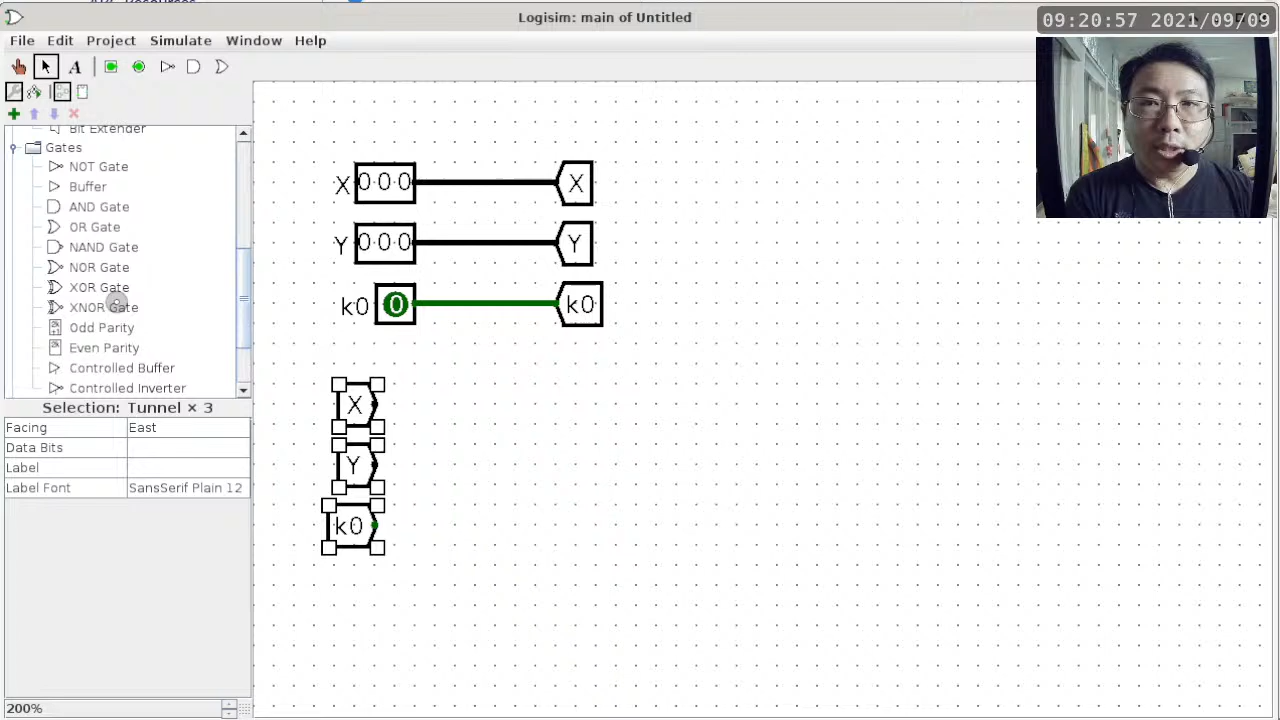 Logisim: main of Untitled
09:20:57 2021/09/09
File Edit Project Simulate Window Help
A
Bit Extender
Gates
NOT Gate
Buffer
AND Gate
OR Gate
NAND Gate
NOR Gate
XOR Gate
XNOR Gate
Odd Parity
Even Parity
Controlled Buffer
Controlled Inverter
Selection: Tunnel × 3
Facing East
Data Bits
Label
Label Font SansSerif Plain 12
200%
X 000 X
Y 000 Y
k0 0 k0
X
Y
k0